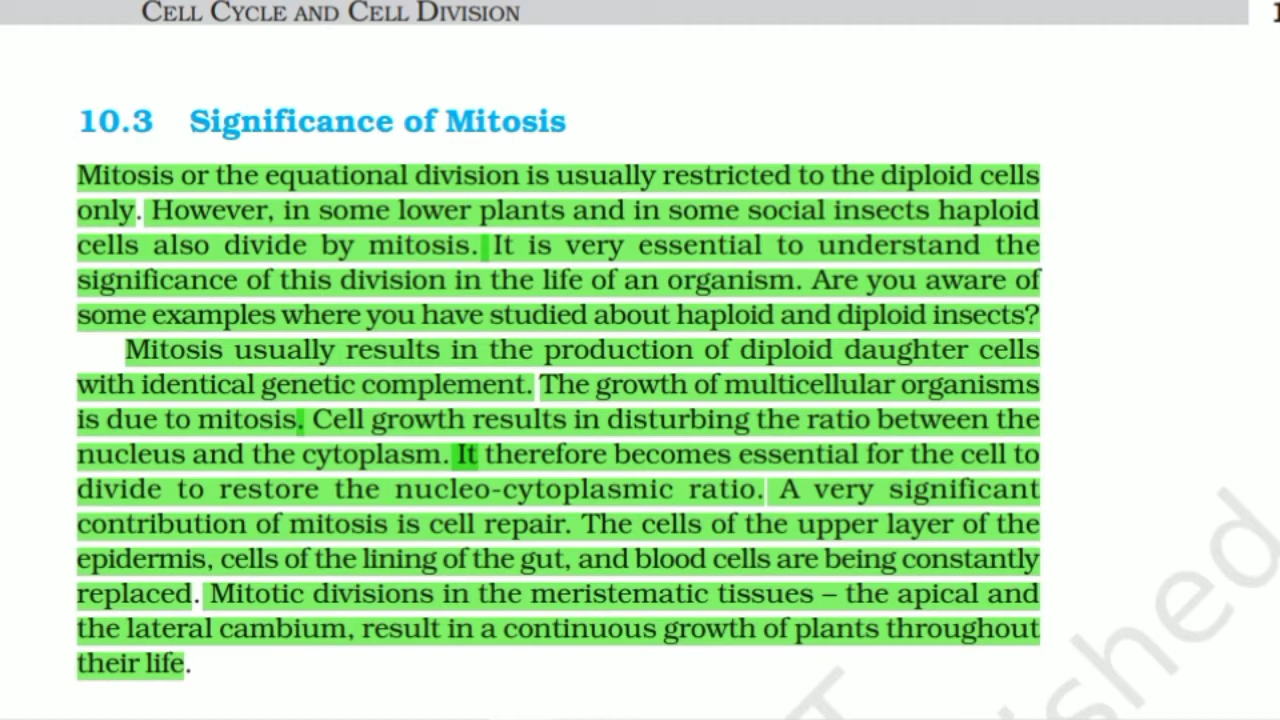 CELL CYCLE AND CELL DIVISION
10.3 Significance of Mitosis
Mitosis or the equational division is usually restricted to the diploid cells
only. However, in some lower plants and in some social insects haploid
cells also divide by mitosis. It is very essential to understand the
significance of this division in the life of an organism. Are you aware of
some examples where you have studied about haploid and diploid insects?
Mitosis usually results in the production of diploid daughter cells
with identical genetic complement. The growth of multicellular organisms
is due to mitosis. Cell growth results in disturbing the ratio between the
nucleus and the cytoplasm. It therefore becomes essential for the cell to
divide to restore the nucleo-cytoplasmic ratio. A very significant
contribution of mitosis is cell repair. The cells of the upper layer of the
epidermis, cells of the lining of the gut, and blood cells are being constantly
replaced. Mitotic divisions in the meristematic tissues – the apical and
the lateral cambium, result in a continuous growth of plants throughout
their life.